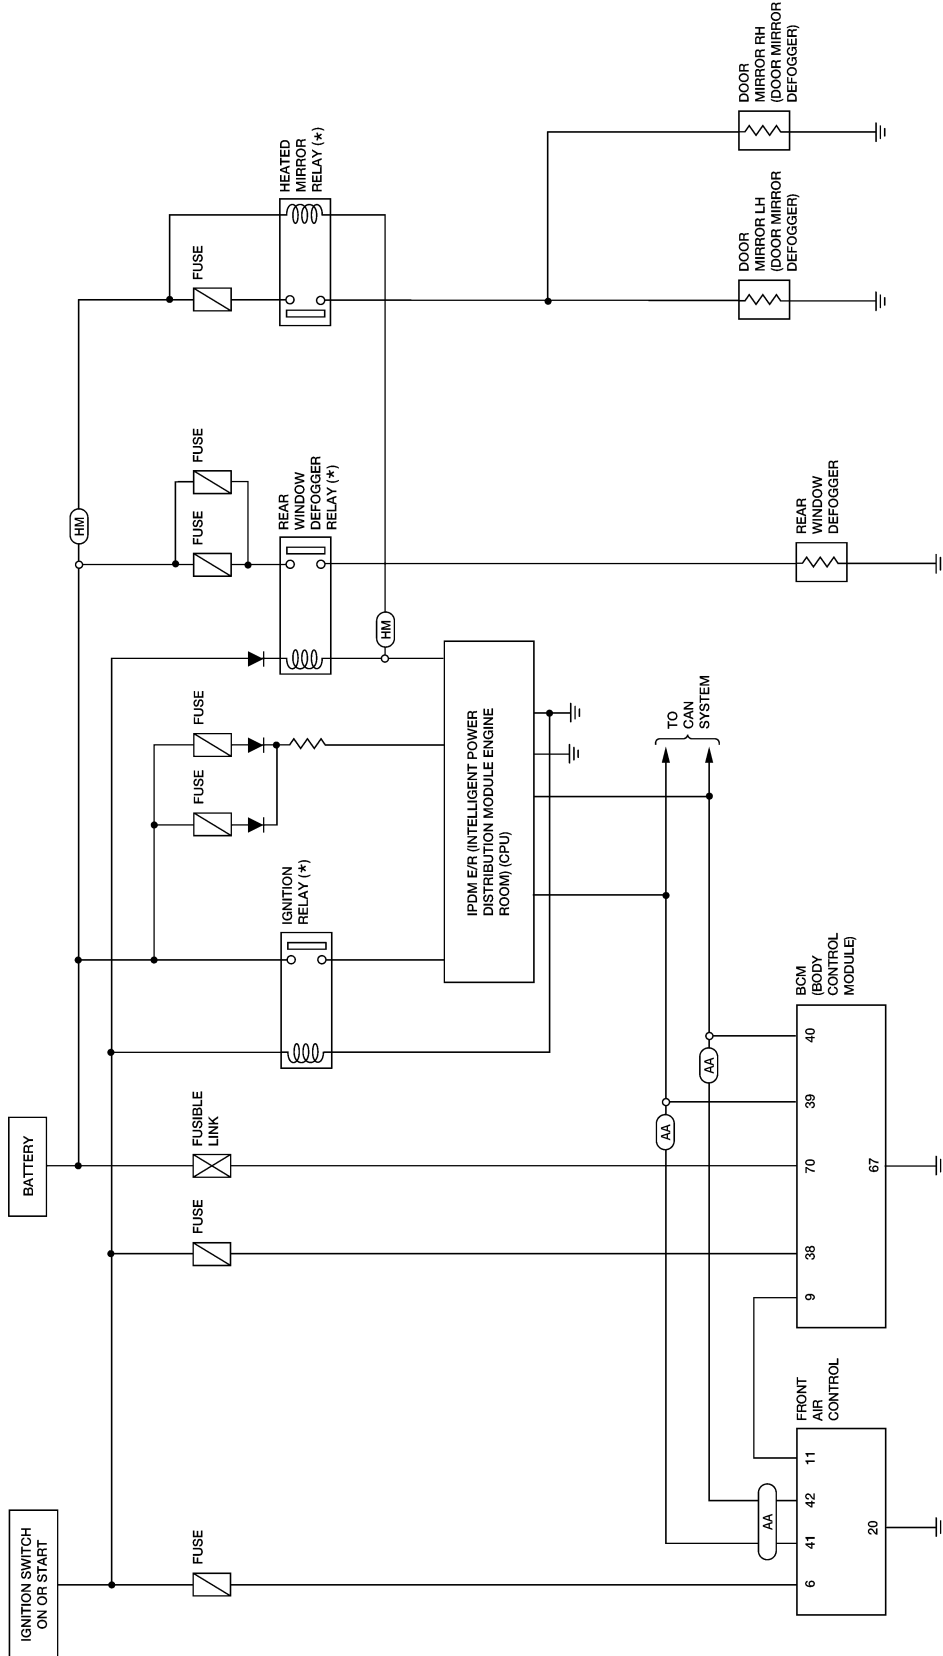 IGNITION SWITCH
ON OR START
BATTERY
HM
FUSE
FUSE
FUSIBLE
LINK
IGNITION
RELAY (*)
FUSE
FUSE
REAR
WINDOW
DEFOGGER
RELAY (*)
FUSE
FUSE
FUSE
HEATED
MIRROR
RELAY (*)
HM
IPDM E/R (INTELLIGENT POWER
DISTRIBUTION MODULE ENGINE
ROOM) (CPU)
TO
CAN
SYSTEM
AA
AA
AA
FRONT
AIR
CONTROL
6
41
42
11
20
BCM
(BODY
CONTROL
MODULE)
9
38
70
39
40
67
REAR
WINDOW
DEFOGGER
DOOR
MIRROR LH
(DOOR MIRROR
DEFOGGER)
DOOR
MIRROR RH
(DOOR MIRROR
DEFOGGER)